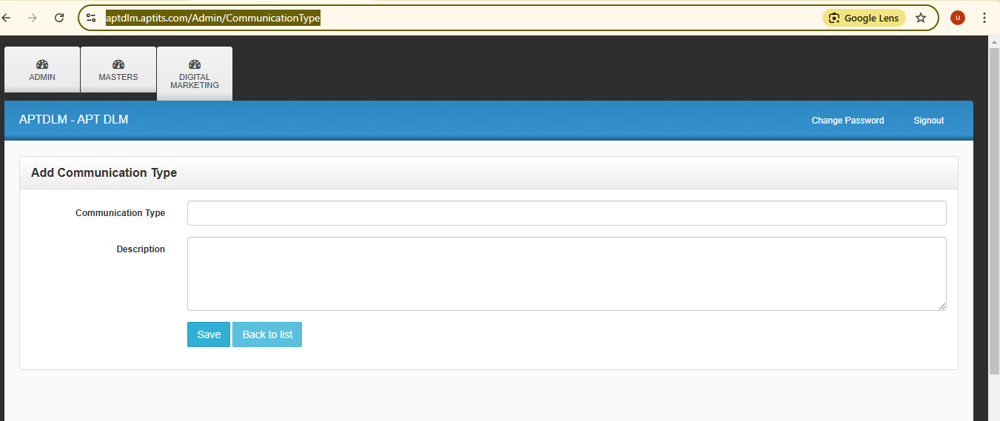 aptdlm.aptits.com/Admin/CommunicationType
Google Lens
u
ADMIN
MASTERS
DIGITAL
MARKETING
APTDLM - APT DLM
Change Password
Signout
Add Communication Type
Communication Type
Description
Save
Back to list